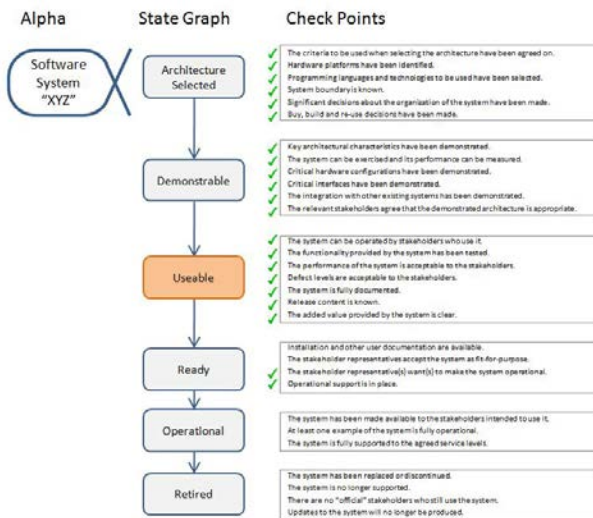 Alpha
State Graph
Check Points
Software
System
"XYZ"
Architecture
Selected
The criteria to be used when selecting the architecture have been agreed on.
Hardware platforms have been identified.
Programming languages and technologies to be used have been selected.
System boundary is known.
Significant decisions about the organization of the system have been made.
Buy, build and re-use decisions have been made.
Demonstrable
Key architectural characteristics have been demonstrated.
The system can be exercised and its performance can be measured.
Critical hardware configurations have been demonstrated.
Critical interfaces have been demonstrated.
The integration with other existing systems has been demonstrated.
The relevant stakeholders agree that the demonstrated architecture is appropriate.
Useable
The system can be operated by stakeholders who use it.
The functionality provided by the system has been tested.
The performance of the system is acceptable to the stakeholders.
Defect levels are acceptable to the stakeholders.
The system is fully documented.
Release content is known.
The added value provided by the system is clear.
Ready
Installation and other user documentation are available.
The stakeholder representatives accept the system as fit-for-purpose.
The stakeholder representative(s) want(s) to make the system operational.
Operational support is in place.
Operational
The system has been made available to the stakeholders intended to use it.
At least one example of the system is fully operational.
The system is fully supported to the agreed service levels.
Retired
The system has been replaced or discontinued.
The system is no longer supported.
There are no "official" stakeholders who still use the system.
Updates to the system will no longer be produced.